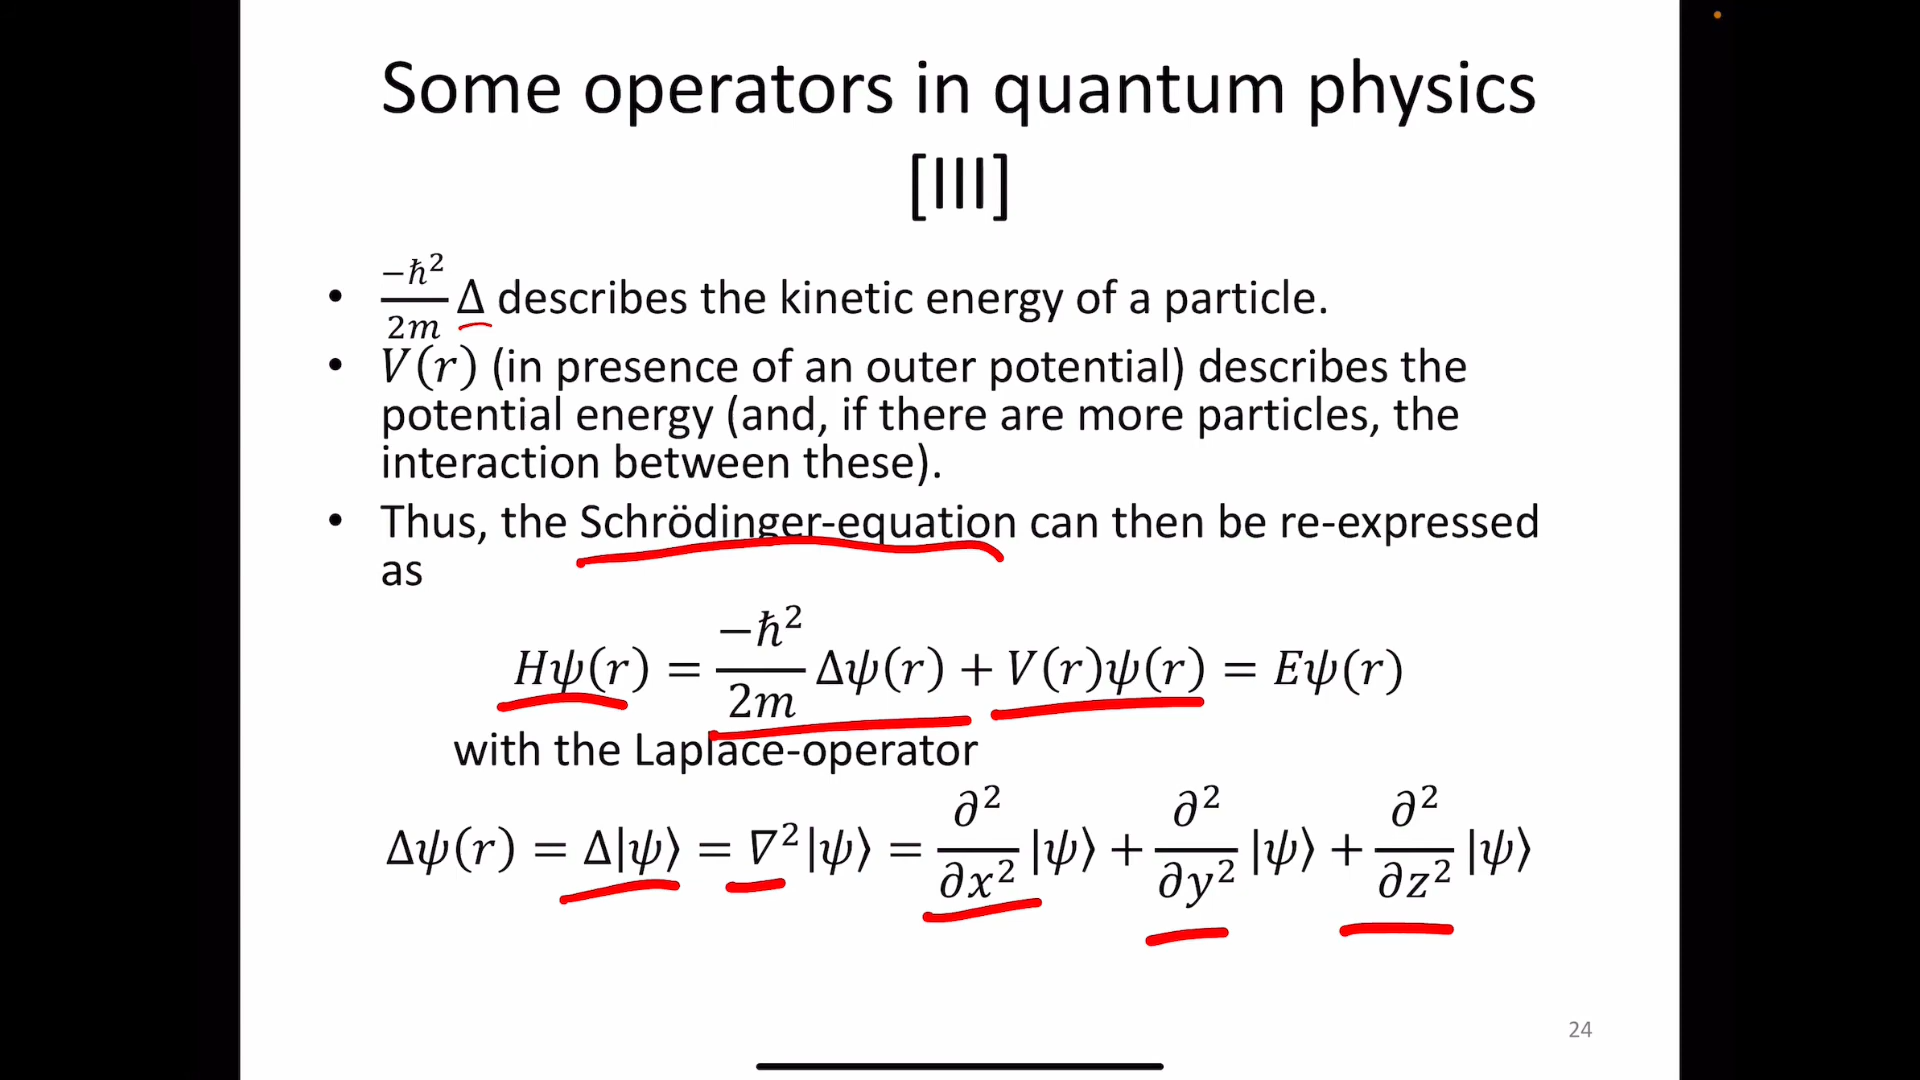 Some operators in quantum physics
[III]
• −ℏ²/2m Δ describes the kinetic energy of a particle.
• V(r) (in presence of an outer potential) describes the
potential energy (and, if there are more particles, the
interaction between these).
• Thus, the Schrödinger-equation can then be re-expressed
as
Hψ(r) = −ℏ²/2m Δψ(r) + V(r)ψ(r) = Eψ(r)
with the Laplace-operator
Δψ(r) = Δ|ψ⟩ = ∇²|ψ⟩ = ∂²/∂x² |ψ⟩ + ∂²/∂y² |ψ⟩ + ∂²/∂z² |ψ⟩
24